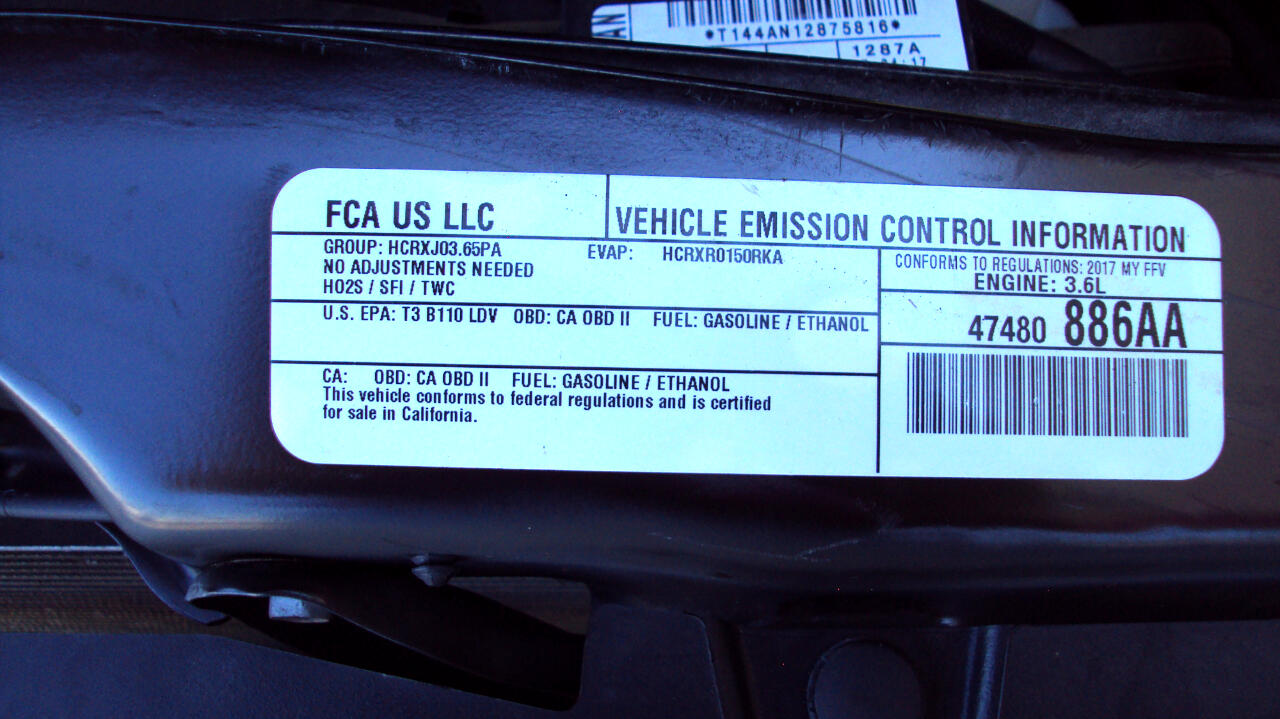 *T144AN12875816*
1287A
FCA US LLC
VEHICLE EMISSION CONTROL INFORMATION
GROUP: HCRXJ03.65PA EVAP: HCRXR0150RKA
NO ADJUSTMENTS NEEDED
HO2S / SFI / TWC
CONFORMS TO REGULATIONS: 2017 MY FFV
ENGINE: 3.6L
U.S. EPA: T3 B110 LDV OBD: CA OBD II FUEL: GASOLINE / ETHANOL
47480 886AA
CA: OBD: CA OBD II FUEL: GASOLINE / ETHANOL
This vehicle conforms to federal regulations and is certified
for sale in California.